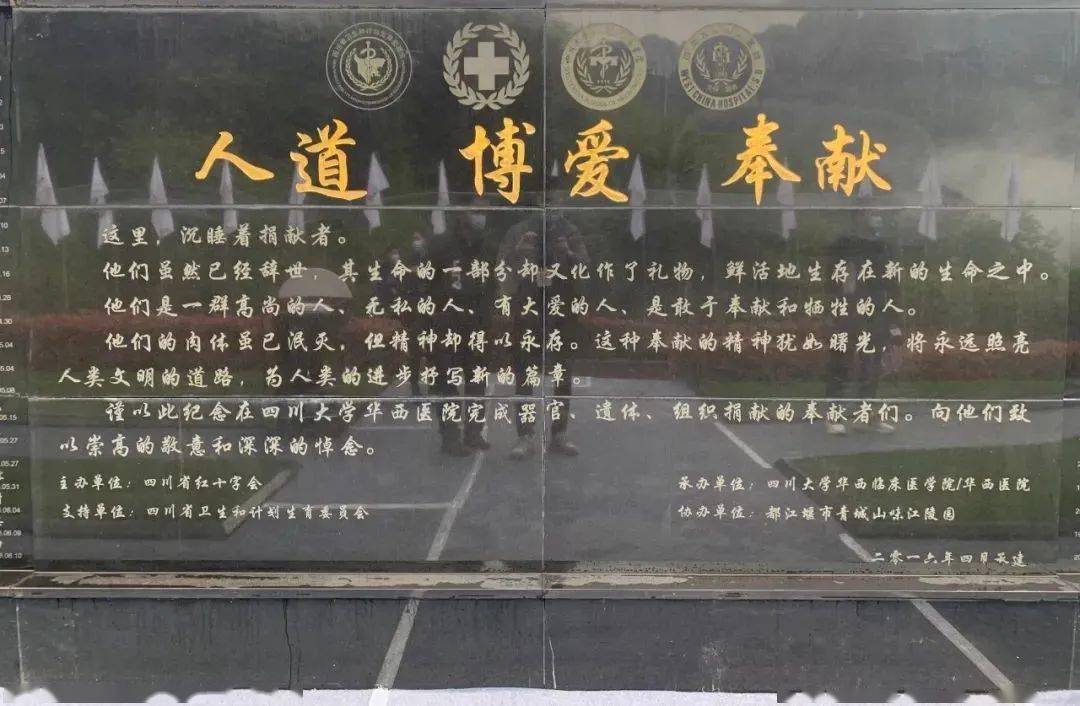 WEST CHINA HOSPITAL, S.U
人道 博爱 奉献
这里，沉睡着捐献者。
他们虽然已经辞世，其生命的一部分却又化作了礼物，鲜活地生存在新的生命之中。
他们是一群高尚的人、无私的人、有大爱的人、是敢于奉献和牺牲的人。
他们的肉体虽已泯灭，但精神却得以永存。这种奉献的精神犹如曙光，将永远照亮
人类文明的道路，为人类的进步抒写新的篇章。
谨以此纪念在四川大学华西医院完成器官、遗体、组织捐献的奉献者们。向他们致
以崇高的敬意和深深的悼念。
主办单位：四川省红十字会
承办单位：四川大学华西临床医学院/华西医院
支持单位：四川省卫生和计划生育委员会
协办单位：都江堰市青城山味江陵园
二零一六年四月敬建